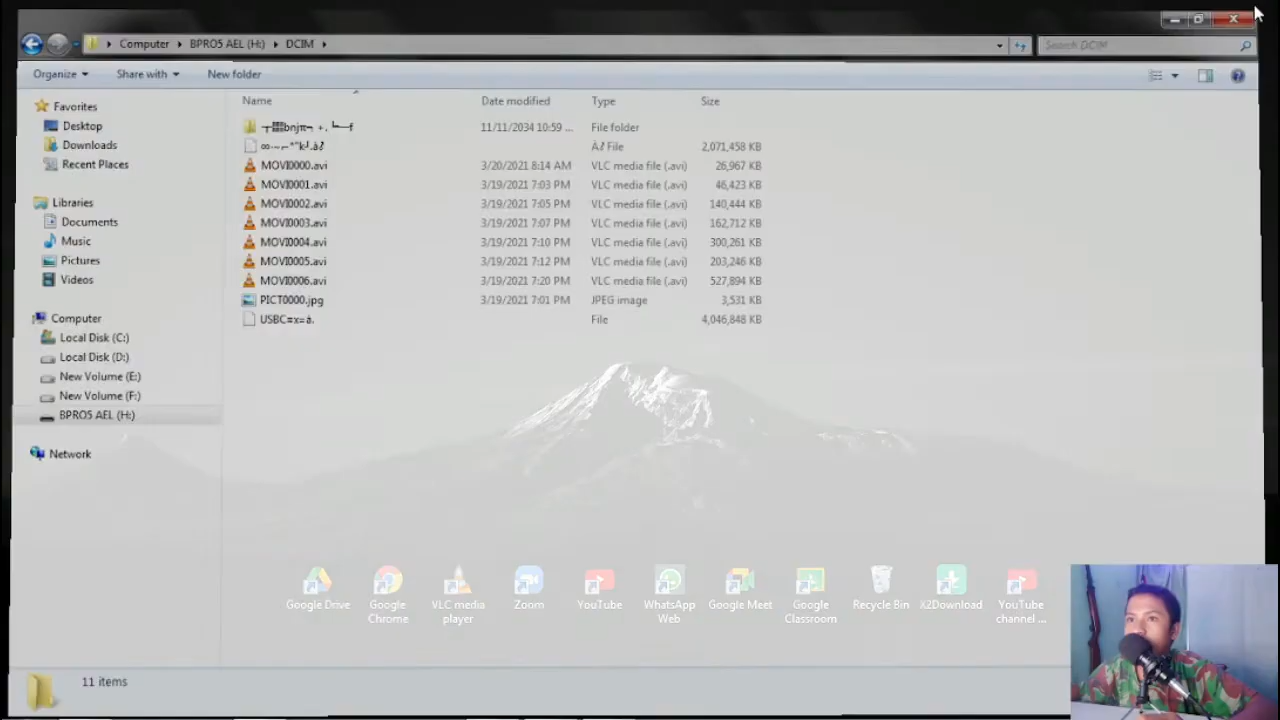 Computer ▸ BPRO5 AEL (H:) ▸ DCIM ▸
Search DCIM
Organize Share with New folder
Name Date modified Type Size
11/11/2034 10:59 ... File folder
File 2,071,458 KB
MOVI0000.avi 3/20/2021 8:14 AM VLC media file (.avi) 26,967 KB
MOVI0001.avi 3/19/2021 7:03 PM VLC media file (.avi) 46,423 KB
MOVI0002.avi 3/19/2021 7:05 PM VLC media file (.avi) 140,444 KB
MOVI0003.avi 3/19/2021 7:07 PM VLC media file (.avi) 162,712 KB
MOVI0004.avi 3/19/2021 7:10 PM VLC media file (.avi) 300,261 KB
MOVI0005.avi 3/19/2021 7:12 PM VLC media file (.avi) 203,246 KB
MOVI0006.avi 3/19/2021 7:20 PM VLC media file (.avi) 527,894 KB
PICT0000.jpg 3/19/2021 7:01 PM JPEG image 3,531 KB
File 4,046,848 KB
Favorites
Desktop
Downloads
Recent Places
Libraries
Documents
Music
Pictures
Videos
Computer
Local Disk (C:)
Local Disk (D:)
New Volume (E:)
New Volume (F:)
BPRO5 AEL (H:)
Network
Google Drive
Google
Chrome
VLC media
player
Zoom
YouTube
WhatsApp
Web
Google Meet
Google
Classroom
Recycle Bin
X2Download
YouTube
channel ...
11 items